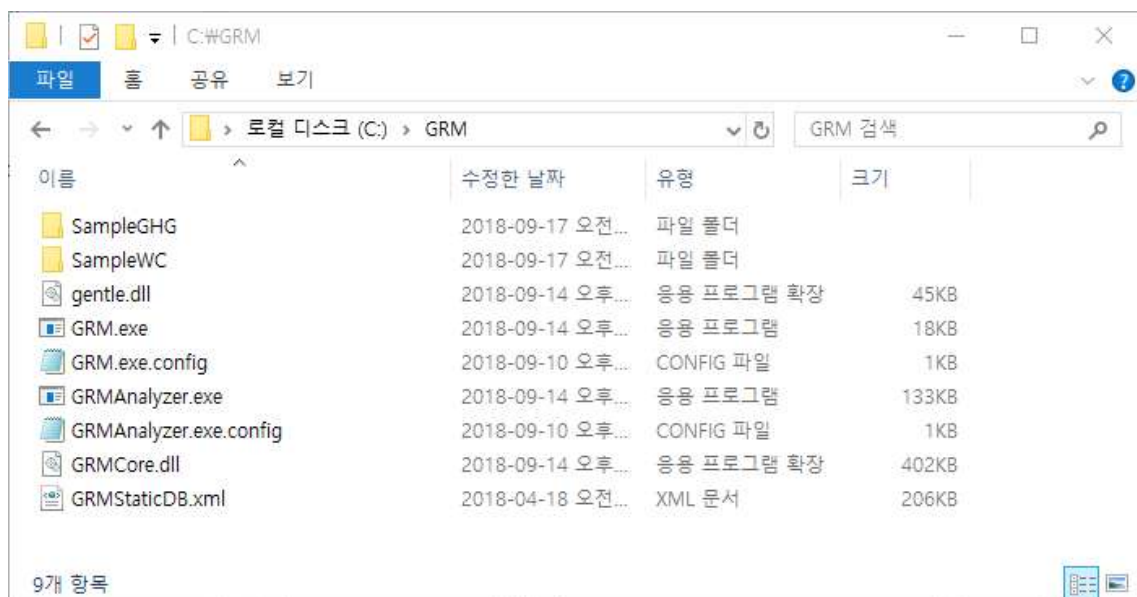 C:₩GRM
파일 홈 공유 보기
로컬 디스크 (C:) › GRM GRM 검색
이름 수정한 날짜 유형 크기
SampleGHG 2018-09-17 오전... 파일 폴더
SampleWC 2018-09-17 오전... 파일 폴더
gentle.dll 2018-09-14 오후... 응용 프로그램 확장 45KB
GRM.exe 2018-09-14 오후... 응용 프로그램 18KB
GRM.exe.config 2018-09-10 오후... CONFIG 파일 1KB
GRMAnalyzer.exe 2018-09-14 오후... 응용 프로그램 133KB
GRMAnalyzer.exe.config 2018-09-10 오후... CONFIG 파일 1KB
GRMCore.dll 2018-09-14 오후... 응용 프로그램 확장 402KB
GRMStaticDB.xml 2018-04-18 오전... XML 문서 206KB
9개 항목